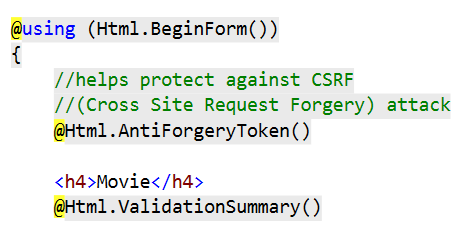 @using (Html.BeginForm())
{
//helps protect against CSRF
//(Cross Site Request Forgery) attack
@Html.AntiForgeryToken()
<h4>Movie</h4>
@Html.ValidationSummary()